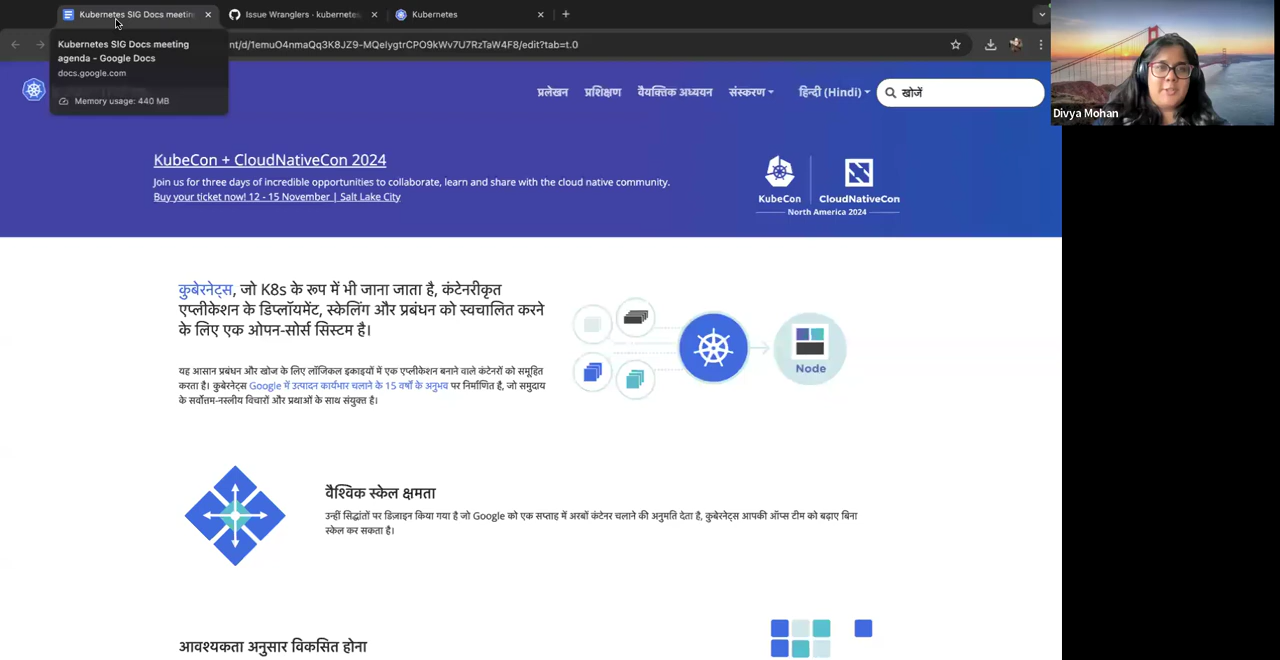 Kubernetes SIG Docs meetin
Issue Wranglers · kubernete
Kubernetes
Kubernetes SIG Docs meeting
agenda - Google Docs
docs.google.com
Memory usage: 440 MB
nt/d/1emuO4nmaQq3K8JZ9-MQelygtrCPO9kWv7U7RzTaW4F8/edit?tab=t.0
प्रलेखन
प्रशिक्षण
वैयक्तिक अध्ययन
संस्करण
हिन्दी (Hindi)
खोजें
Divya Mohan
KubeCon + CloudNativeCon 2024
Join us for three days of incredible opportunities to collaborate, learn and share with the cloud native community.
Buy your ticket now! 12 - 15 November | Salt Lake City
KubeCon
CloudNativeCon
North America 2024
कुबेरनेट्स, जो K8s के रूप में भी जाना जाता है, कंटेनरीकृत
एप्लीकेशन के डिप्लॉयमेंट, स्केलिंग और प्रबंधन को स्वचालित करने
के लिए एक ओपन-सोर्स सिस्टम है।
यह आसान प्रबंधन और खोज के लिए लॉजिकल इकाइयों में एक एप्लीकेशन बनाने वाले कंटेनरों को समूहित
करता है। कुबेरनेट्स Google में उत्पादन कार्यभार चलाने के 15 वर्षों के अनुभव पर निर्माणित है, जो समुदाय
के सर्वोत्तम-नस्लीय विचारों और प्रथाओं के साथ संयुक्त है।
Node
वैश्विक स्केल क्षमता
उन्हीं सिद्धांतों पर डिज़ाइन किया गया है जो Google को एक सप्ताह में अरबों कंटेनर चलाने की अनुमति देता है, कुबेरनेट्स आपकी ऑप्स टीम को बढ़ाए बिना
स्केल कर सकता है।
आवश्यकता अनुसार विकसित होना